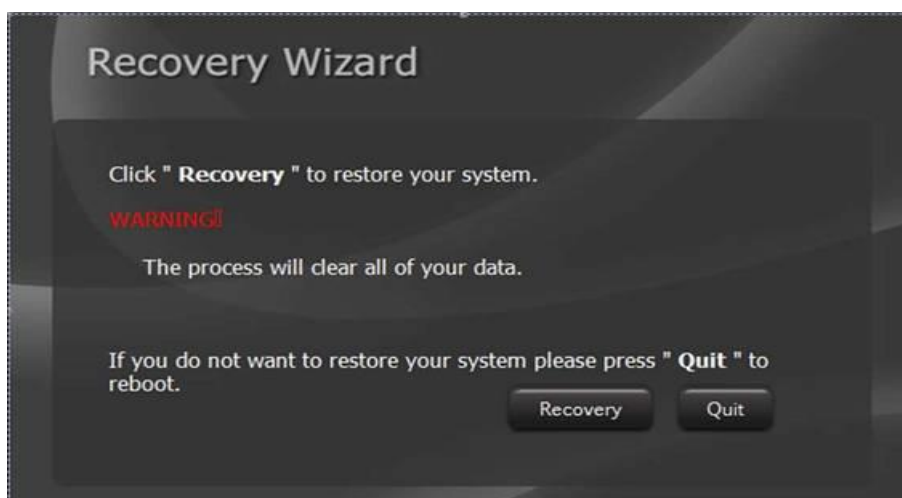 Recovery Wizard
Click " Recovery " to restore your system.
WARNING▯
The process will clear all of your data.
If you do not want to restore your system please press " Quit " to
reboot.
Recovery Quit